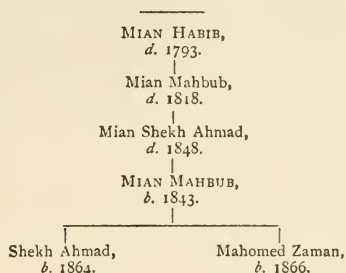 MIAN HABIB,
d. 1793.
Mian Mahbub,
d. 1818.
Mian Shekh Ahmad,
d. 1848.
MIAN MAHBUB,
b. 1843.
Shekh Ahmad,
b. 1864.
Mahomed Zaman,
b. 1866.